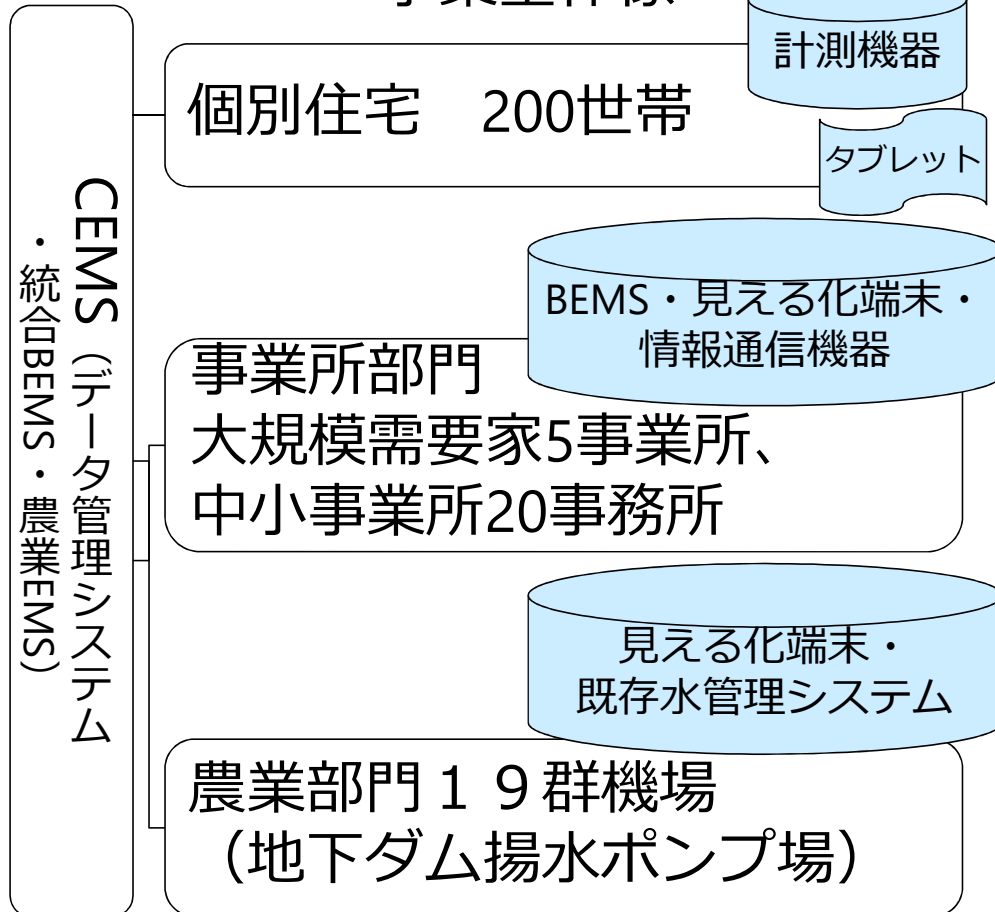 計測機器
個別住宅　200世帯
タブレット
CEMS（データ管理システム
・統合BEMS・農業EMS）
BEMS・見える化端末・
情報通信機器
事業所部門
大規模需要家5事業所、
中小事業所20事務所
見える化端末・
既存水管理システム
農業部門１９群機場
（地下ダム揚水ポンプ場）